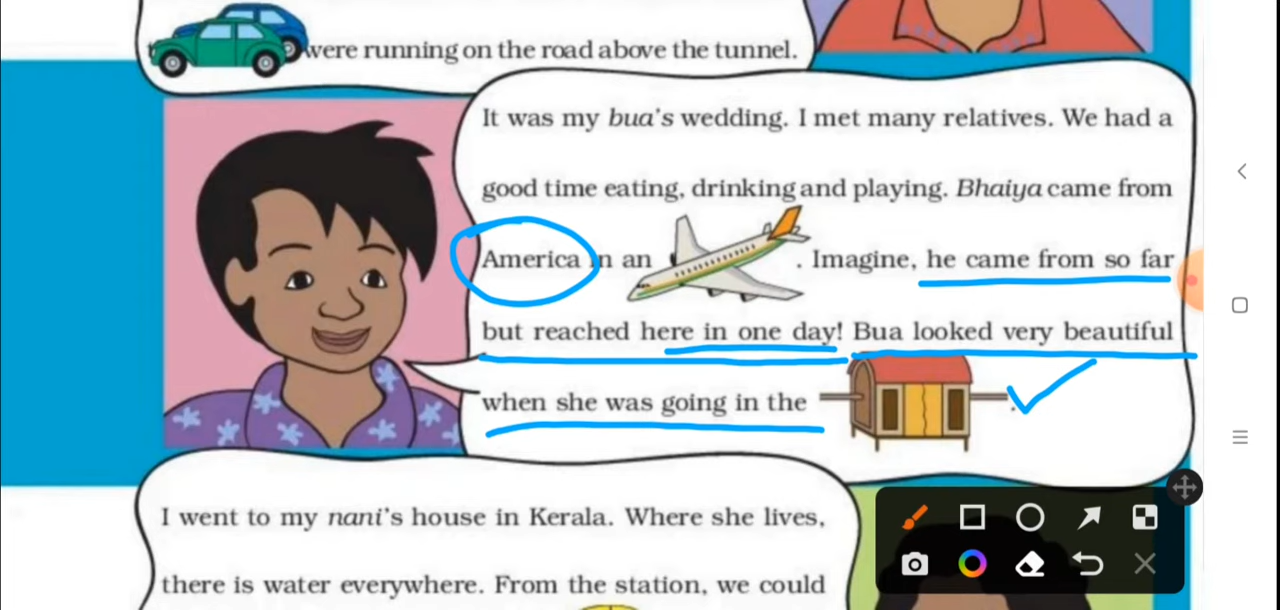 were running on the road above the tunnel.
It was my bua's wedding. I met many relatives. We had a
good time eating, drinking and playing. Bhaiya came from
America in an . Imagine, he came from so far
but reached here in one day! Bua looked very beautiful
when she was going in the .
I went to my nani's house in Kerala. Where she lives,
there is water everywhere. From the station, we could